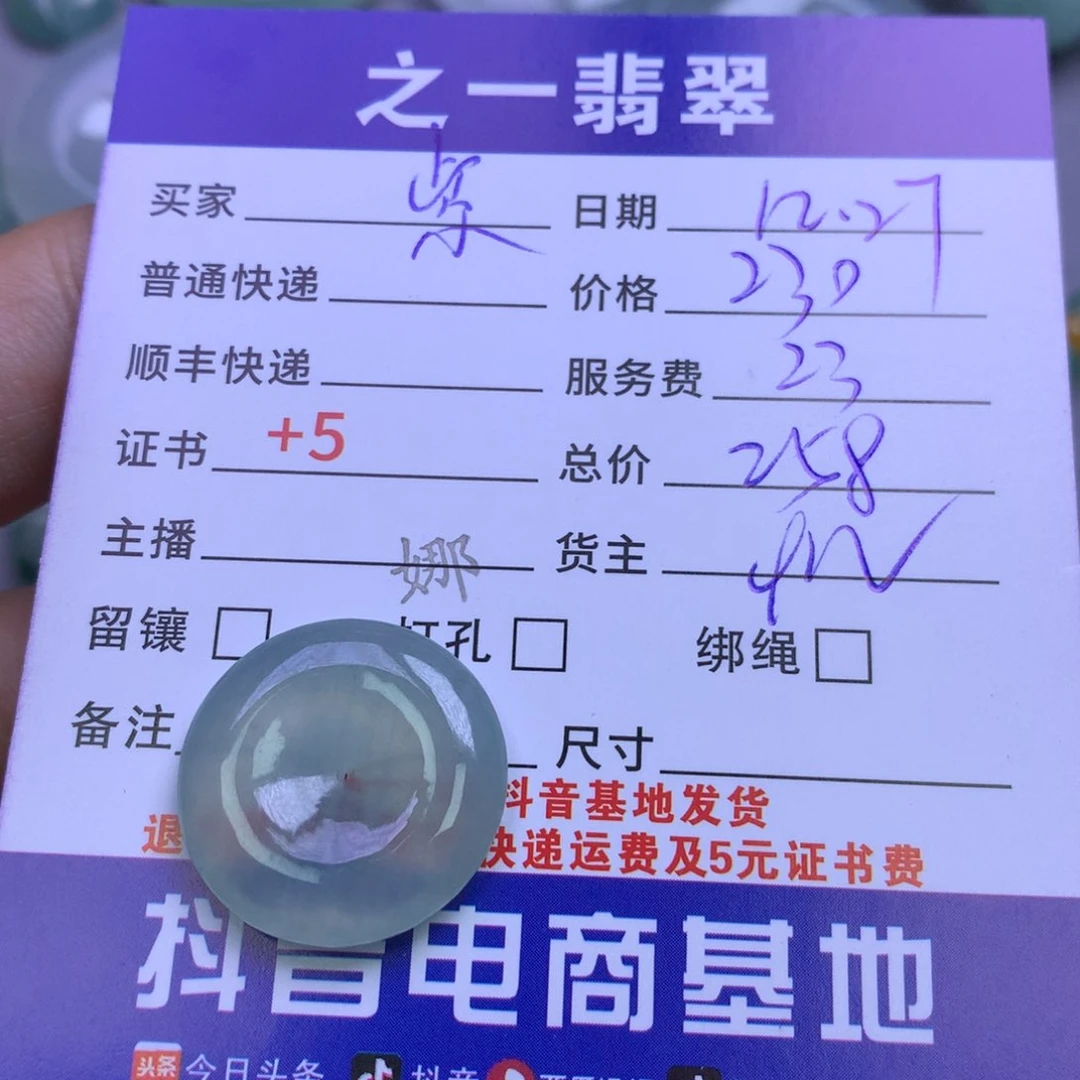 之一翡翠
买家 柴 日期 12.27
普通快递 价格 230
顺丰快递 服务费 23
证书 +5 总价 258
主播 娜 货主
留镶 打孔 绑绳
备注 尺寸
抖音基地发货
退 快递运费及5元证书费
抖音电商基地
头条 今日头条 抖音